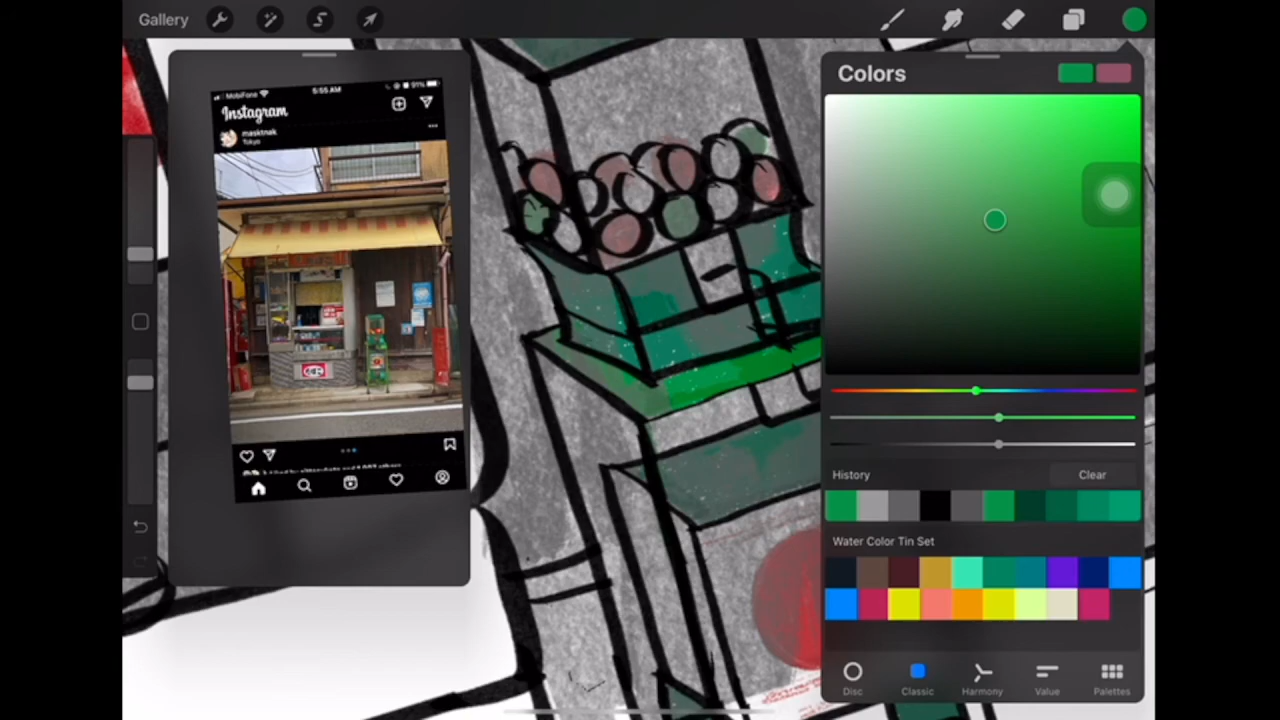 Gallery
MobiFone
5:55 AM
91%
Instagram
masktnak
Tokyo
Colors
History
Clear
Water Color Tin Set
Disc
Classic
Harmony
Value
Palettes